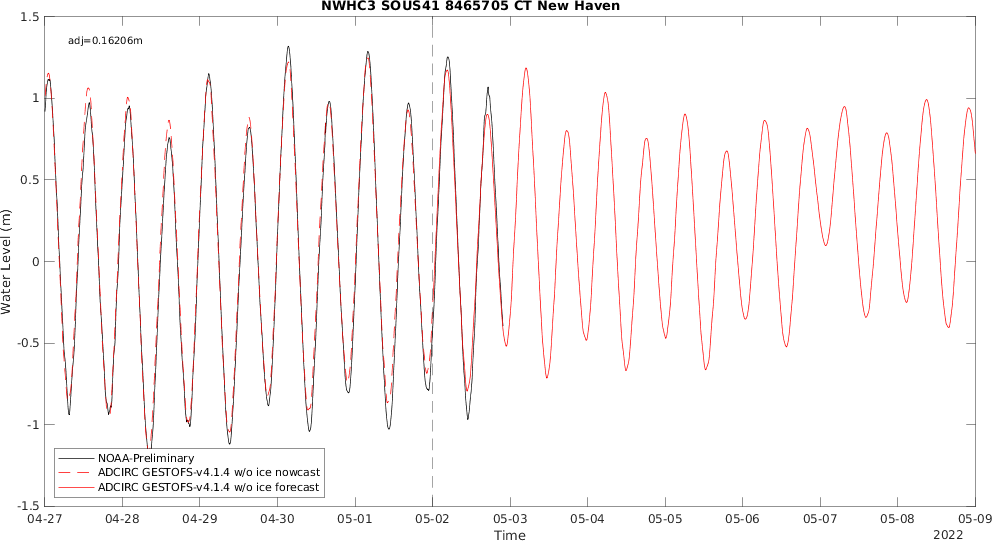 NWHC3 SOUS41 8465705 CT New Haven
adj=0.16206m
1.5
1
0.5
0
-0.5
-1
-1.5
Water Level (m)
NOAA-Preliminary
ADCIRC GESTOFS-v4.1.4 w/o ice nowcast
ADCIRC GESTOFS-v4.1.4 w/o ice forecast
04-27 04-28 04-29 04-30 05-01 05-02 05-03 05-04 05-05 05-06 05-07 05-08 05-09
Time
2022